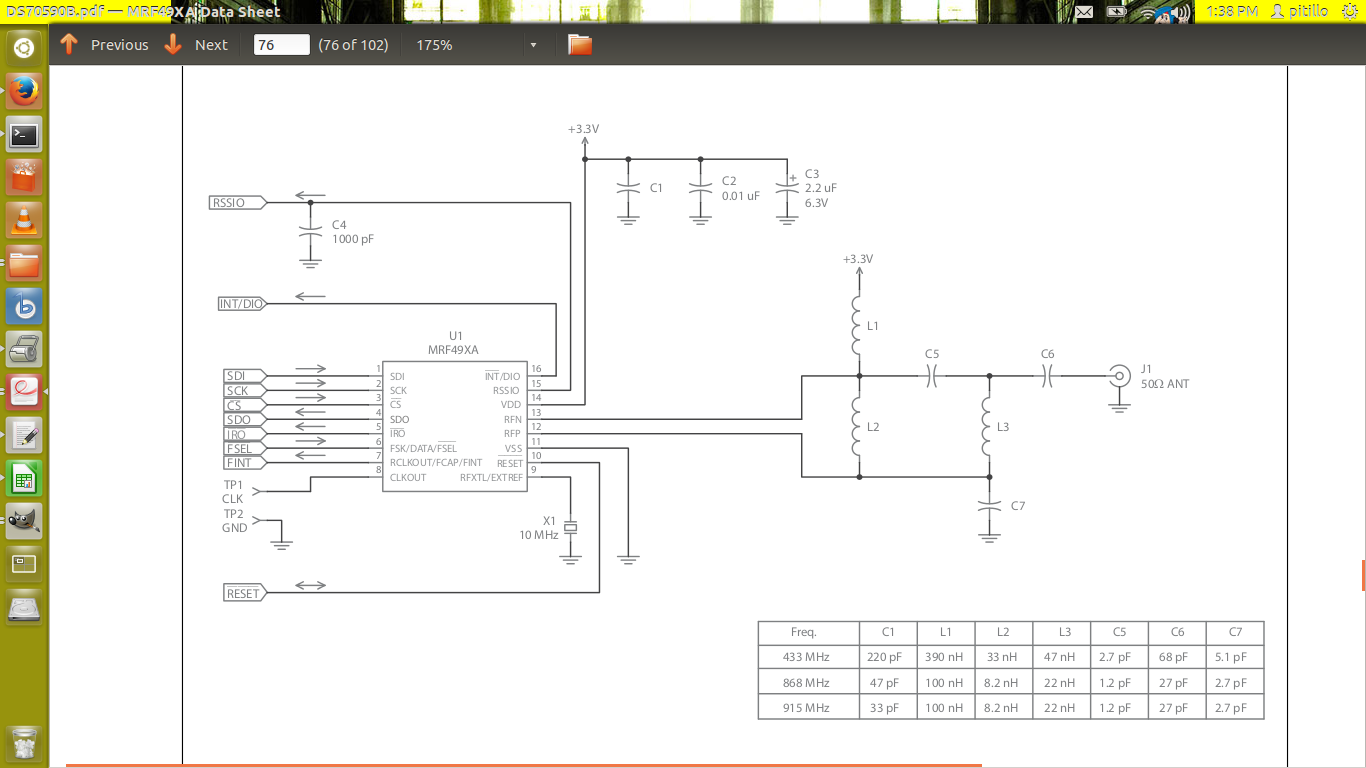 DS70590B.pdf — MRF49XA Data Sheet
1:38 PM pitillo
Previous Next 76 (76 of 102) 175%
+3.3V
C1
C2
0.01 uF
+
C3
2.2 uF
6.3V
RSSIO
C4
1000 pF
INT/DIO
U1
MRF49XA
SDI 1 SDI INT/DIO 16
SCK 2 SCK RSSIO 15
CS 3 CS VDD 14
SDO 4 SDO RFN 13
IRO 5 IRO RFP 12
FSEL 6 FSK/DATA/FSEL VSS 11
FINT 7 RCLKOUT/FCAP/FINT RESET 10
8 CLKOUT RFXTL/EXTREF 9
TP1
CLK
TP2
GND
X1
10 MHz
RESET
+3.3V
L1
C5
C6
J1
50Ω ANT
L2
L3
C7
Freq. C1 L1 L2 L3 C5 C6 C7
433 MHz 220 pF 390 nH 33 nH 47 nH 2.7 pF 68 pF 5.1 pF
868 MHz 47 pF 100 nH 8.2 nH 22 nH 1.2 pF 27 pF 2.7 pF
915 MHz 33 pF 100 nH 8.2 nH 22 nH 1.2 pF 27 pF 2.7 pF